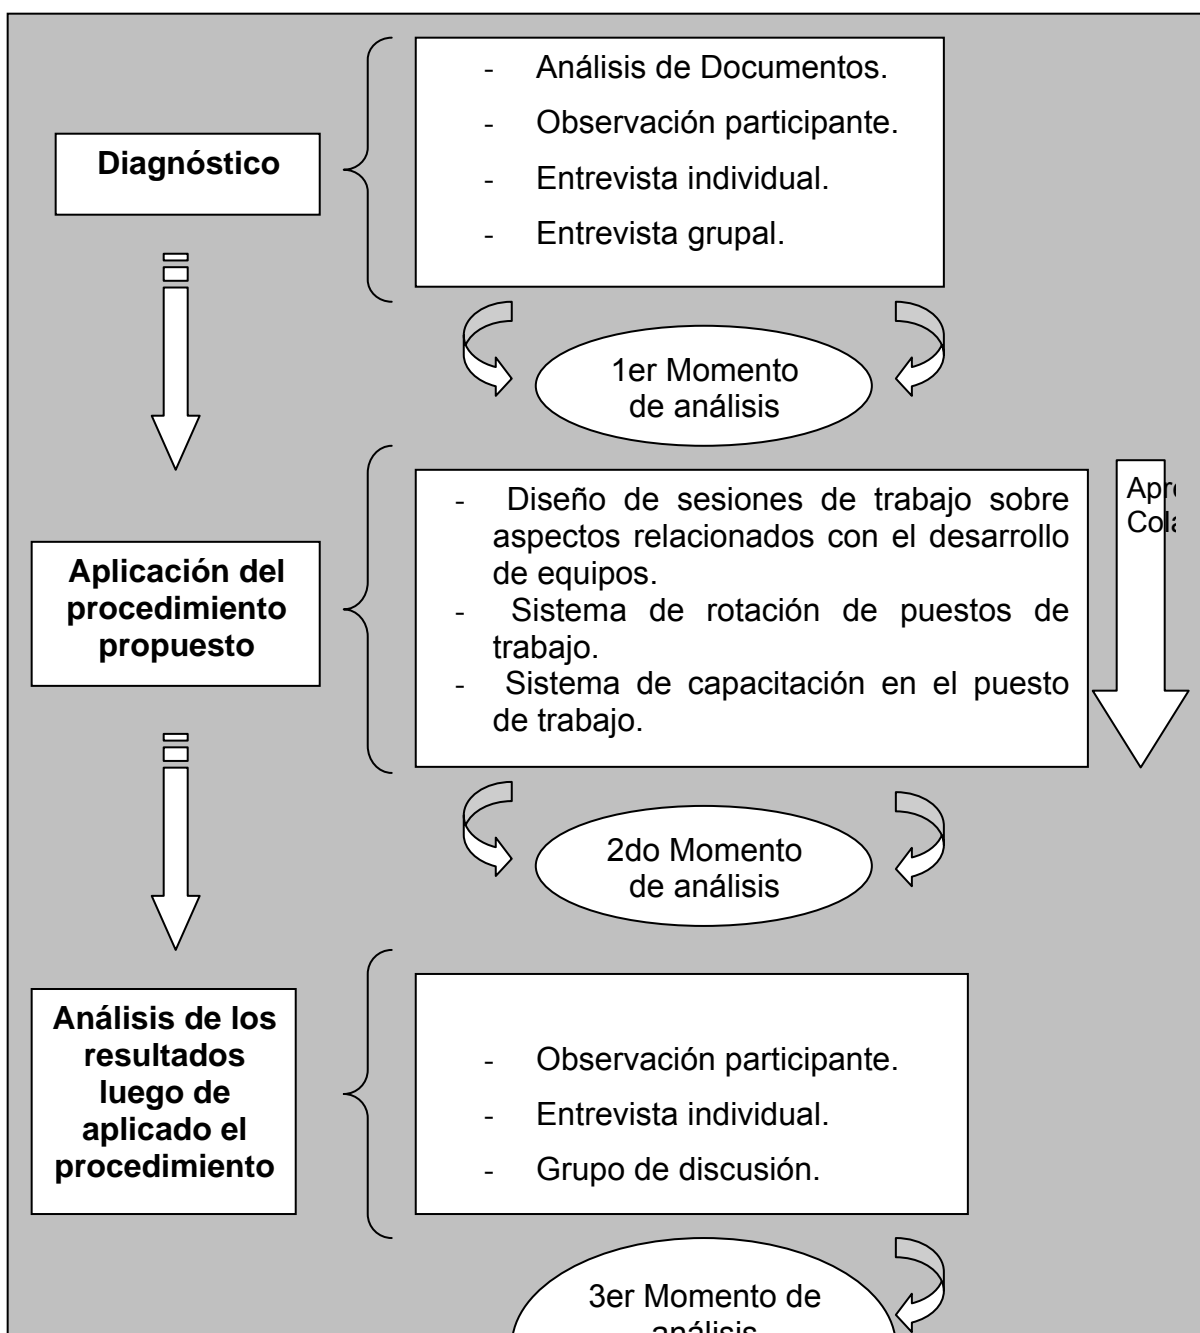 Diagnóstico
- Análisis de Documentos.
- Observación participante.
- Entrevista individual.
- Entrevista grupal.
1er Momento
de análisis
Aplicación del
procedimiento
propuesto
- Diseño de sesiones de trabajo sobre
aspectos relacionados con el desarrollo
de equipos.
- Sistema de rotación de puestos de
trabajo.
- Sistema de capacitación en el puesto
de trabajo.
2do Momento
de análisis
Análisis de los
resultados
luego de
aplicado el
procedimiento
- Observación participante.
- Entrevista individual.
- Grupo de discusión.
3er Momento de
análisis